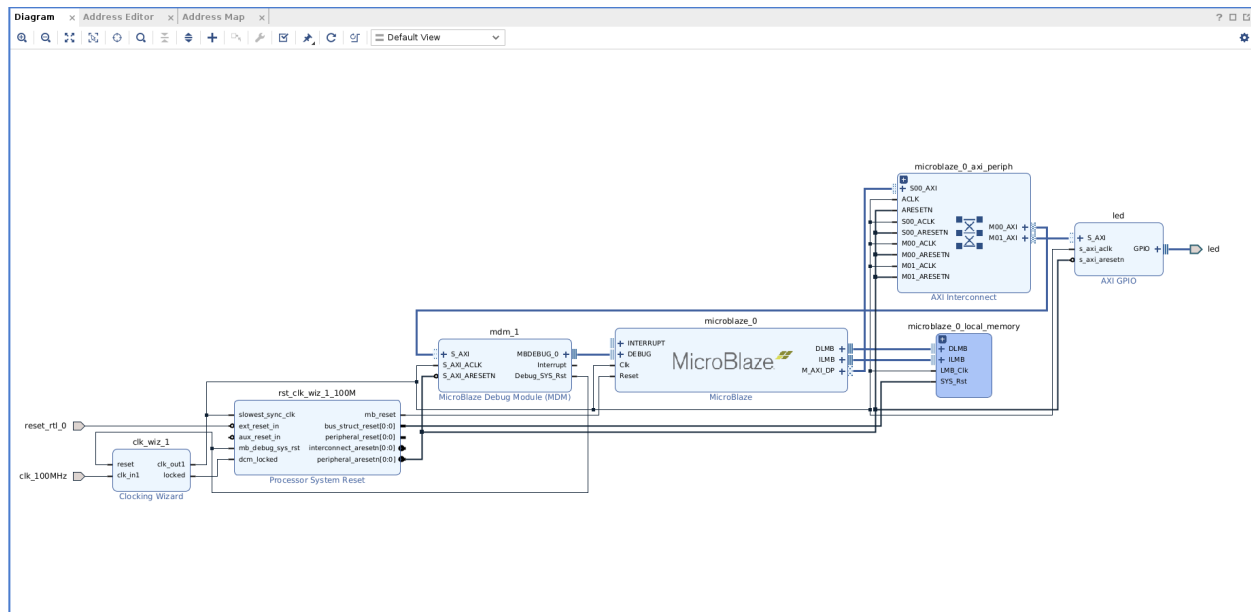 Diagram
Address Editor
Address Map
Default View
microblaze_0_axi_periph
S00_AXI
ACLK
ARESETN
S00_ACLK
S00_ARESETN
M00_ACLK
M00_ARESETN
M01_ACLK
M01_ARESETN
M00_AXI
M01_AXI
AXI Interconnect
led
S_AXI
s_axi_aclk
s_axi_aresetn
GPIO
AXI GPIO
led
mdm_1
S_AXI
S_AXI_ACLK
S_AXI_ARESETN
MBDEBUG_0
Interrupt
Debug_SYS_Rst
MicroBlaze Debug Module (MDM)
microblaze_0
INTERRUPT
DEBUG
Clk
Reset
MicroBlaze
DLMB
ILMB
M_AXI_DP
MicroBlaze
microblaze_0_local_memory
DLMB
ILMB
LMB_Clk
SYS_Rst
rst_clk_wiz_1_100M
slowest_sync_clk
ext_reset_in
aux_reset_in
mb_debug_sys_rst
dcm_locked
mb_reset
bus_struct_reset[0:0]
peripheral_reset[0:0]
interconnect_aresetn[0:0]
peripheral_aresetn[0:0]
Processor System Reset
reset_rtl_0
clk_100MHz
clk_wiz_1
reset
clk_in1
clk_out1
locked
Clocking Wizard